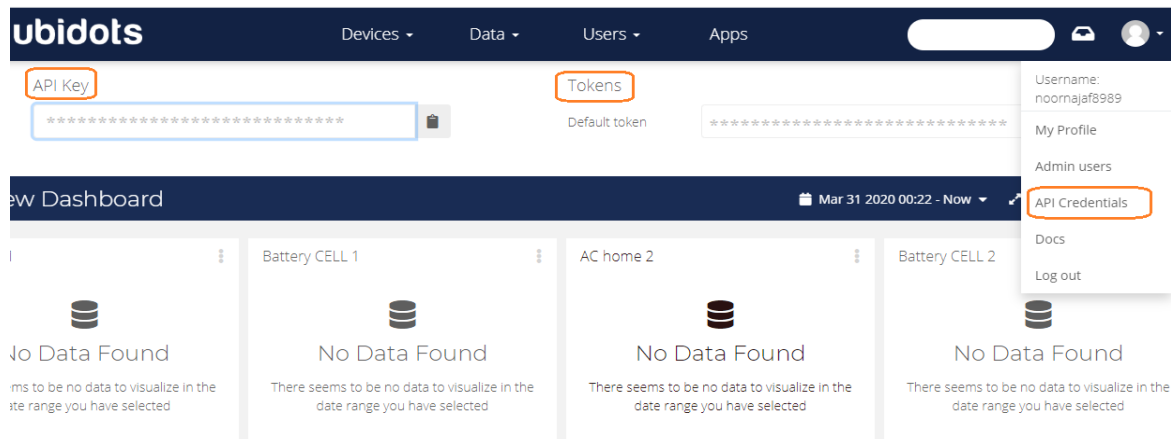 ubidots
Devices
Data
Users
Apps
API Key
*****************************
Tokens
Default token
*****************************
Username:
noornajaf8989
My Profile
Admin users
API Credentials
Docs
Log out
Dashboard
Mar 31 2020 00:22 - Now
Battery CELL 1
AC home 2
Battery CELL 2
No Data Found
There seems to be no data to visualize in the
date range you have selected
No Data Found
There seems to be no data to visualize in the
date range you have selected
No Data Found
There seems to be no data to visualize in the
date range you have selected
Data Found
to be no data to visualize in the
range you have selected